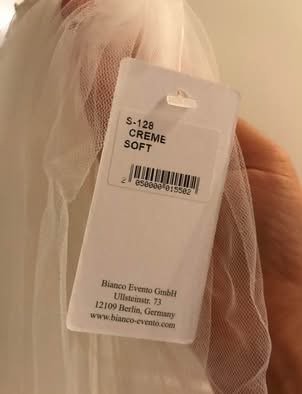 S-128
CREME
SOFT
2 050000 015502
Bianco Evento GmbH
Ullsteinstr. 73
12109 Berlin, Germany
www.bianco-evento.com